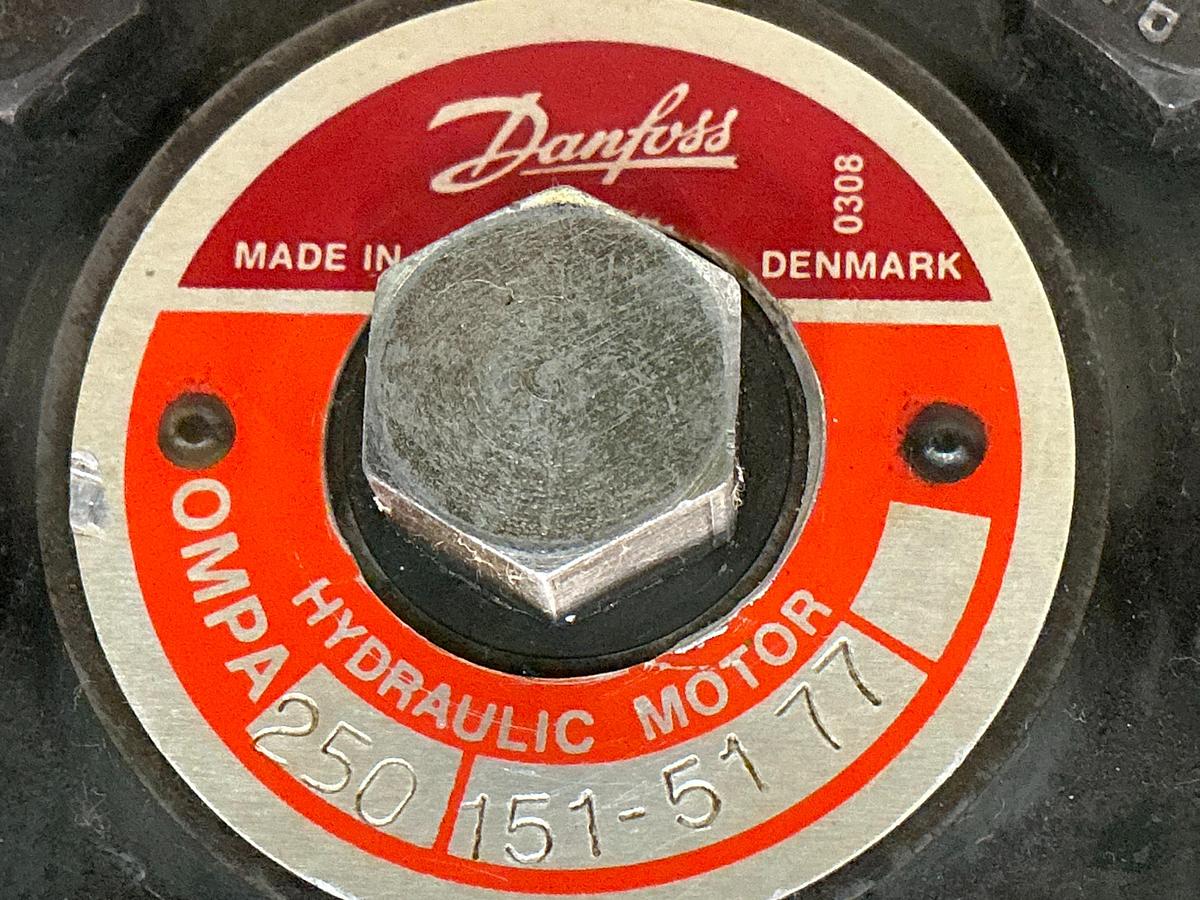 Danfoss
0308
MADE IN DENMARK
OMPA
HYDRAULIC MOTOR
250
151-51 77